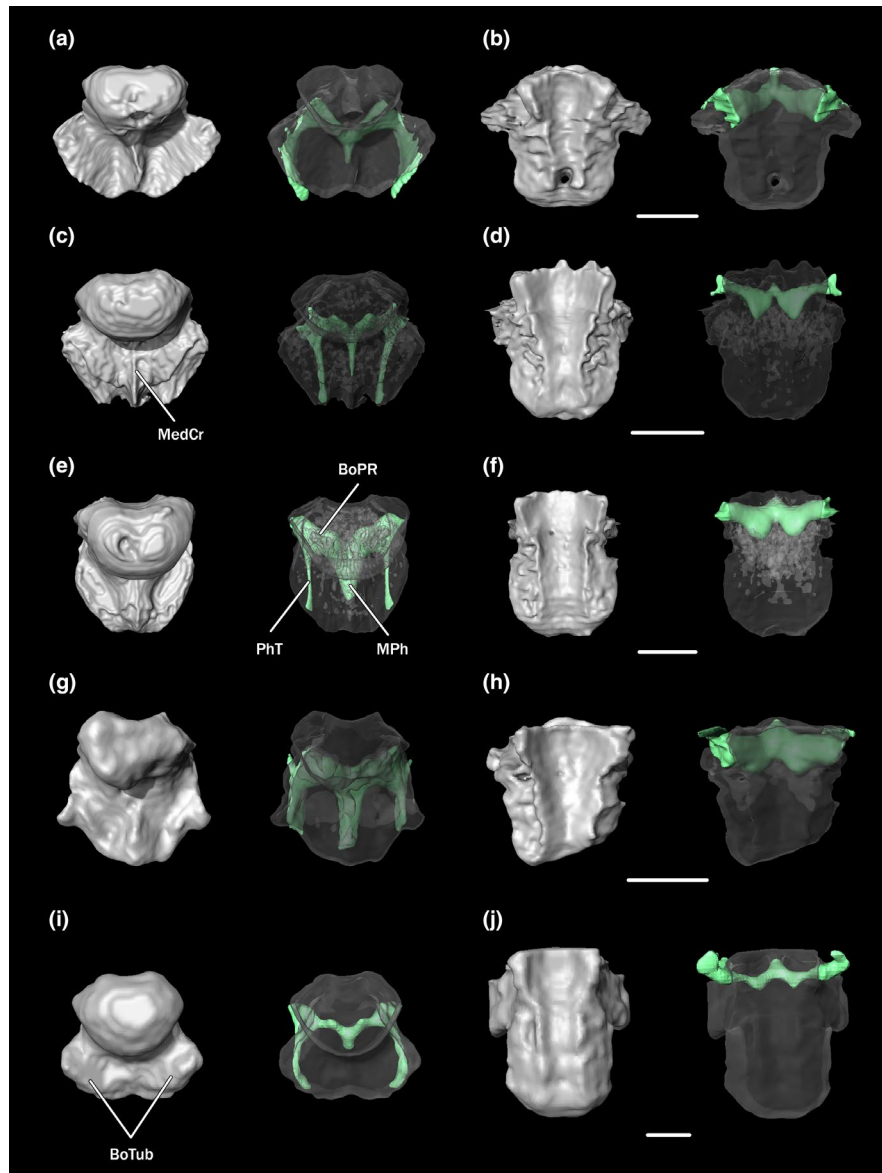 (a)
(b)
(c)
(d)
MedCr
(e)
BoPR
(f)
PhT
MPh
(g)
(h)
(i)
(j)
BoTub